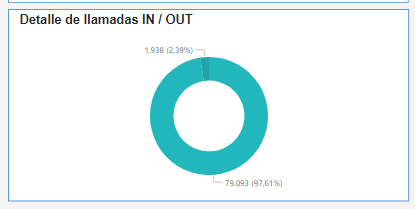 Detalle de llamadas IN / OUT
1.938 (2,39%)
79.093 (97,61%)